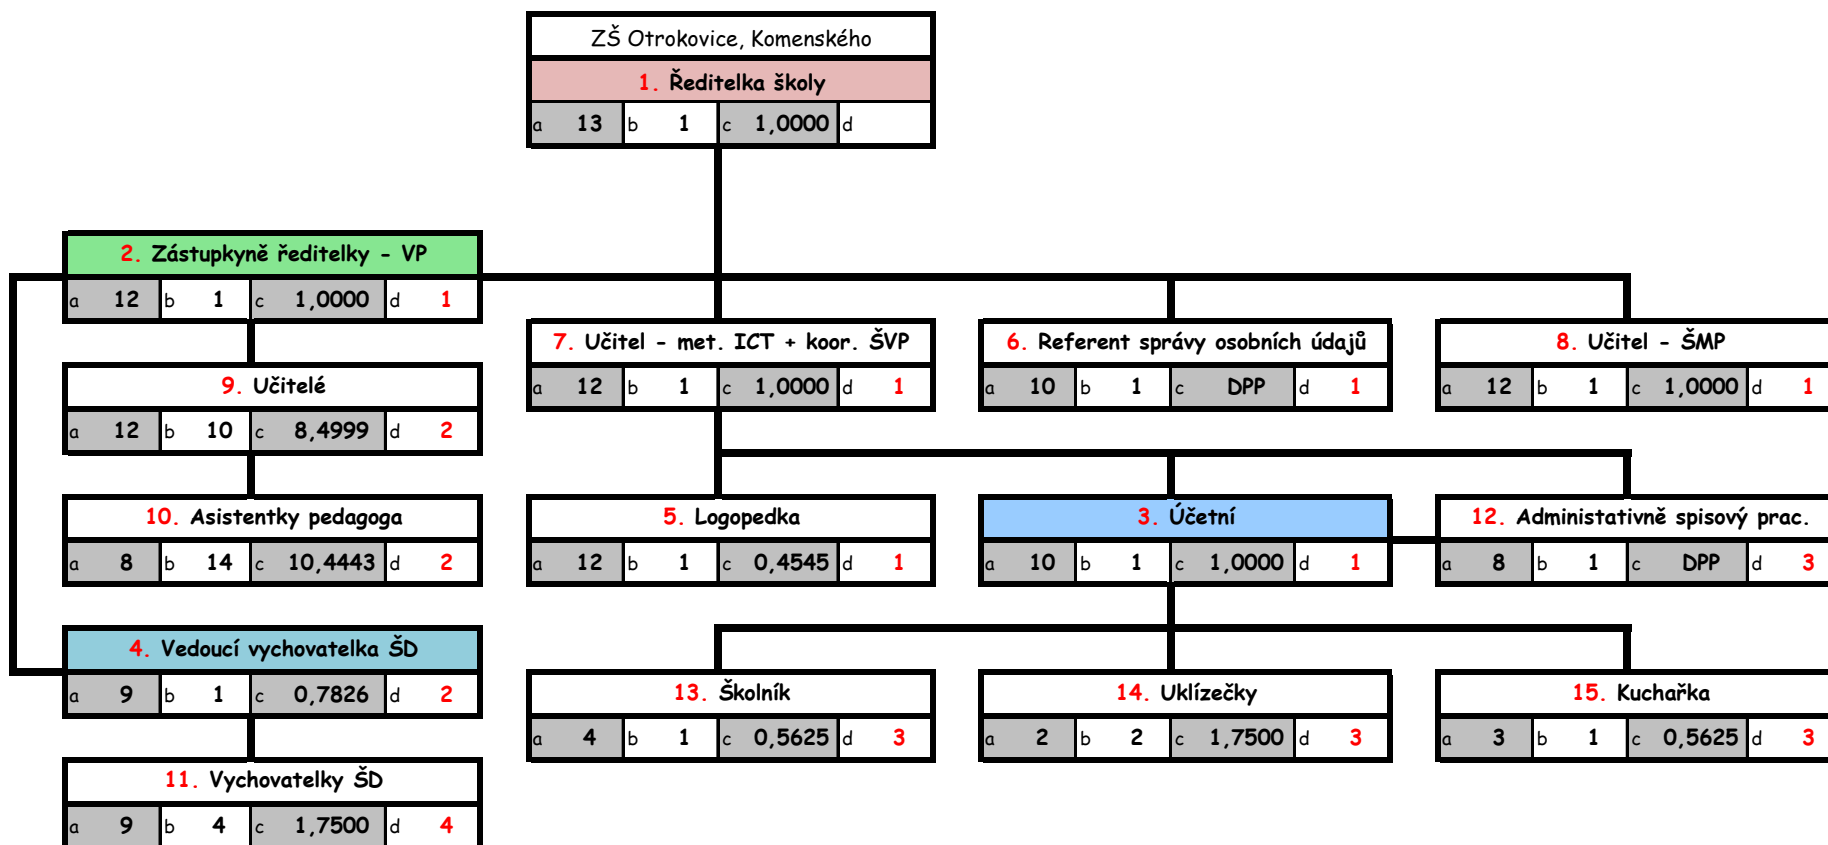 ZŠ Otrokovice, Komenského
1. Ředitelka školy
a 13 b 1 c 1,0000 d
2. Zástupkyně ředitelky - VP
a 12 b 1 c 1,0000 d 1
7. Učitel - met. ICT + koor. ŠVP
a 12 b 1 c 1,0000 d 1
6. Referent správy osobních údajů
a 10 b 1 c DPP d 1
8. Učitel - ŠMP
a 12 b 1 c 1,0000 d 1
9. Učitelé
a 12 b 10 c 8,4999 d 2
10. Asistentky pedagoga
a 8 b 14 c 10,4443 d 2
5. Logopedka
a 12 b 1 c 0,4545 d 1
3. Účetní
a 10 b 1 c 1,0000 d 1
12. Administativně spisový prac.
a 8 b 1 c DPP d 3
4. Vedoucí vychovatelka ŠD
a 9 b 1 c 0,7826 d 2
13. Školník
a 4 b 1 c 0,5625 d 3
14. Uklízečky
a 2 b 2 c 1,7500 d 3
15. Kuchařka
a 3 b 1 c 0,5625 d 3
11. Vychovatelky ŠD
a 9 b 4 c 1,7500 d 4